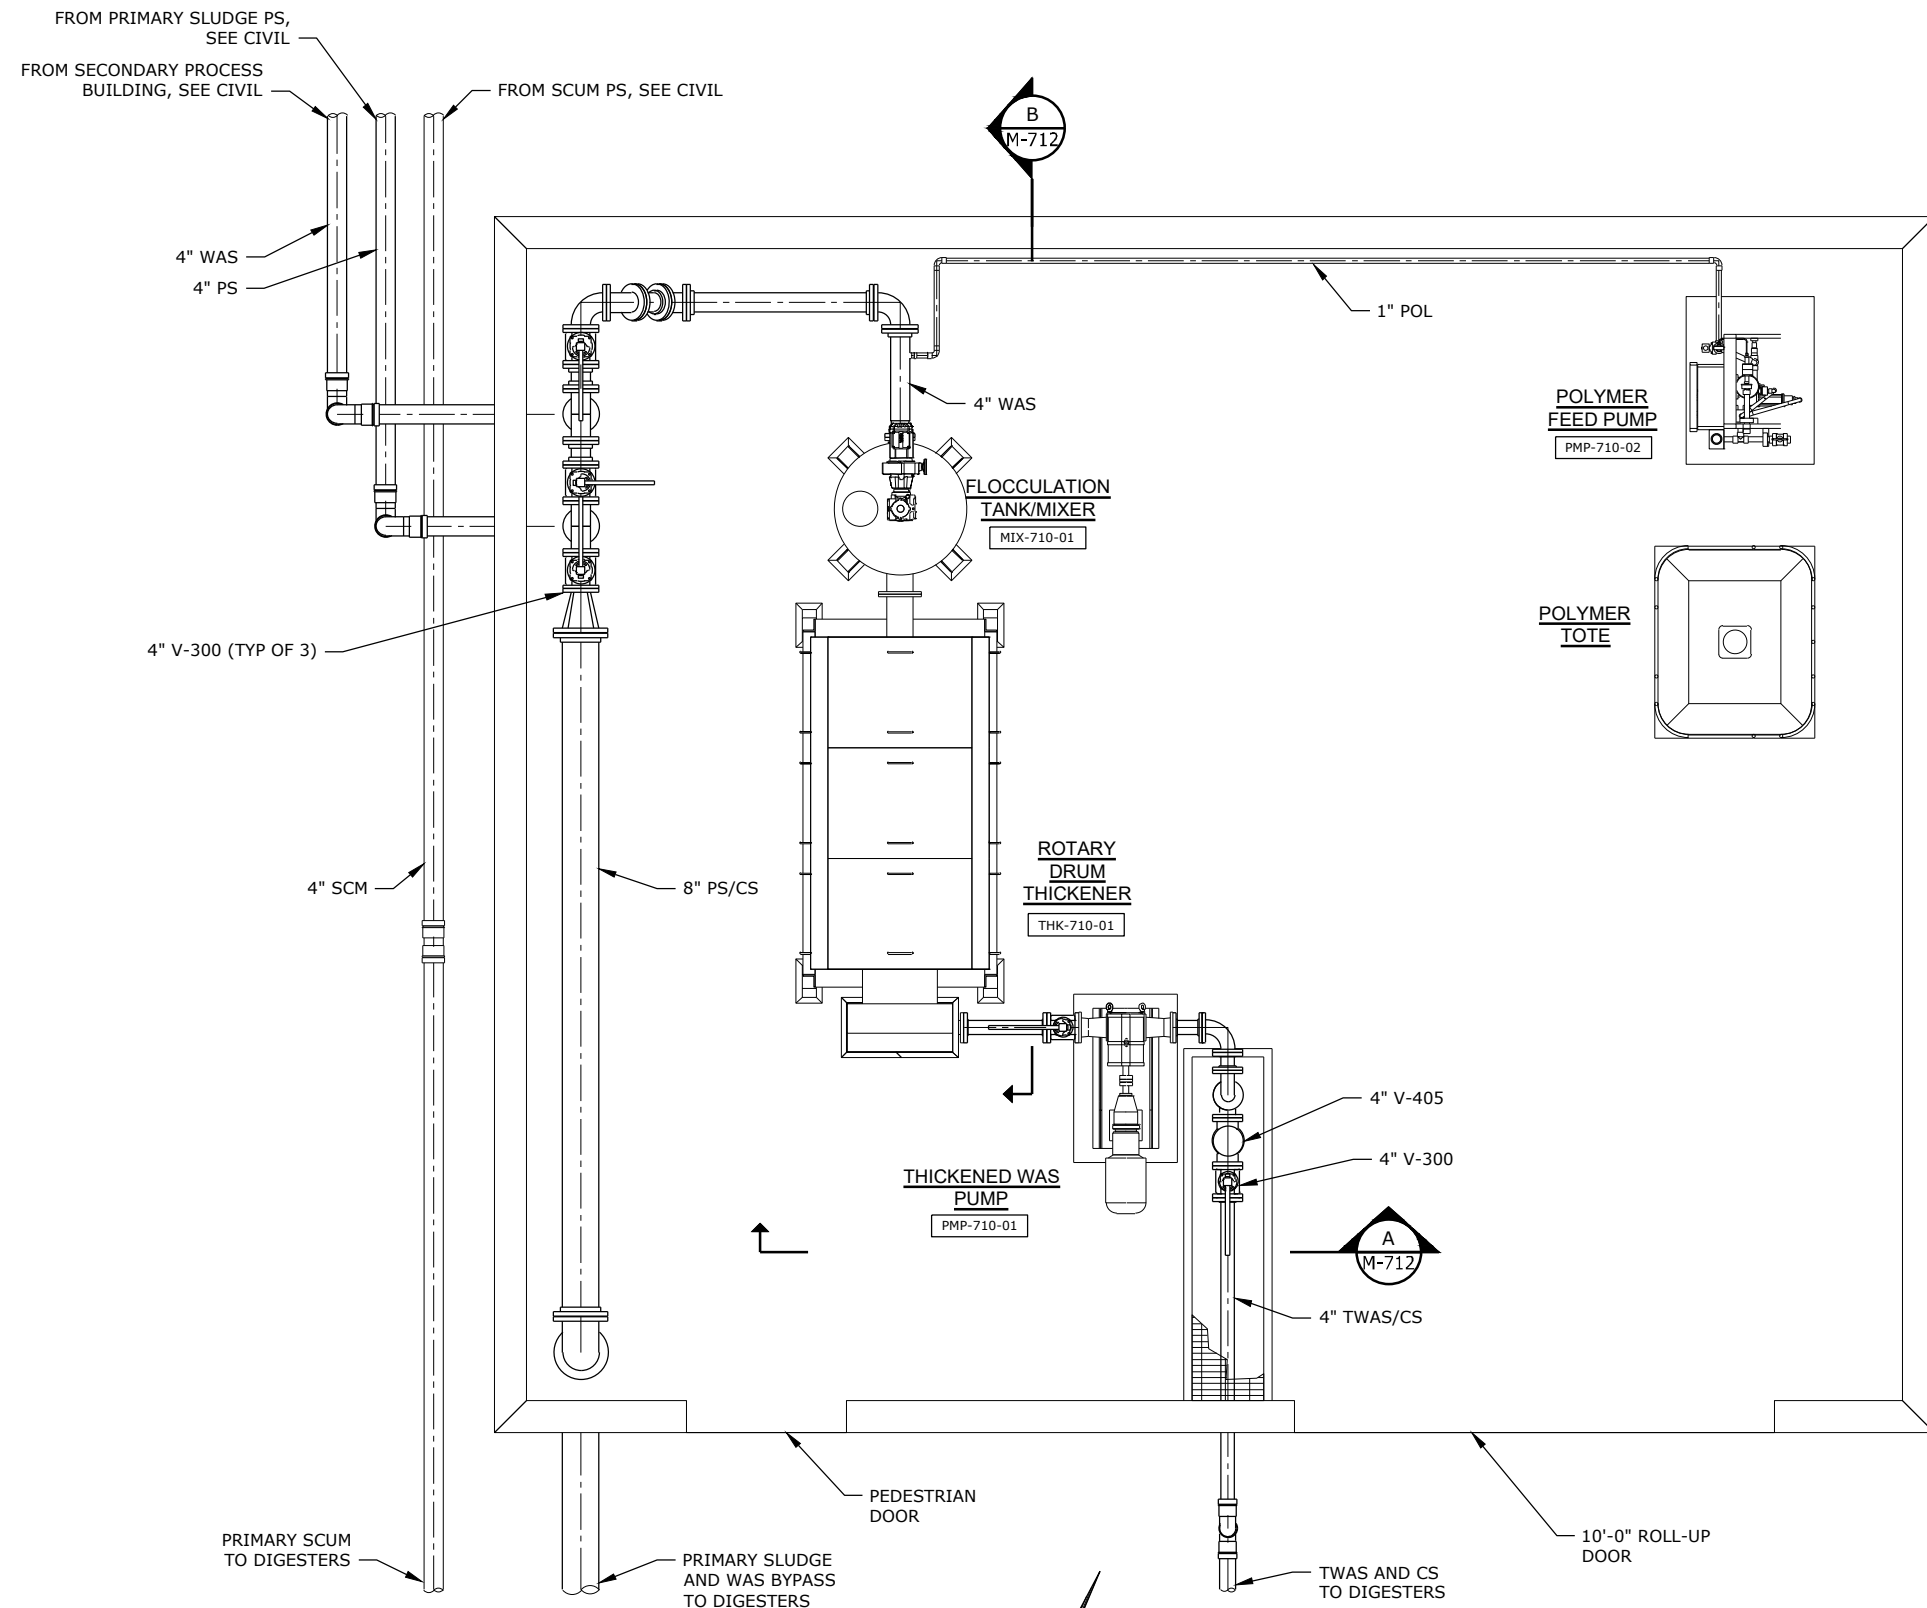 FROM PRIMARY SLUDGE PS,
SEE CIVIL
FROM SECONDARY PROCESS
BUILDING, SEE CIVIL
FROM SCUM PS, SEE CIVIL
B
M-712
4" WAS
4" PS
1" POL
4" WAS
POLYMER
FEED PUMP
PMP-710-02
FLOCCULATION
TANK/MIXER
MIX-710-01
POLYMER
TOTE
4" V-300 (TYP OF 3)
ROTARY
DRUM
THICKENER
THK-710-01
4" SCM
8" PS/CS
4" V-405
4" V-300
THICKENED WAS
PUMP
PMP-710-01
A
M-712
4" TWAS/CS
PEDESTRIAN
DOOR
10'-0" ROLL-UP
DOOR
PRIMARY SCUM
TO DIGESTERS
PRIMARY SLUDGE
AND WAS BYPASS
TO DIGESTERS
TWAS AND CS
TO DIGESTERS